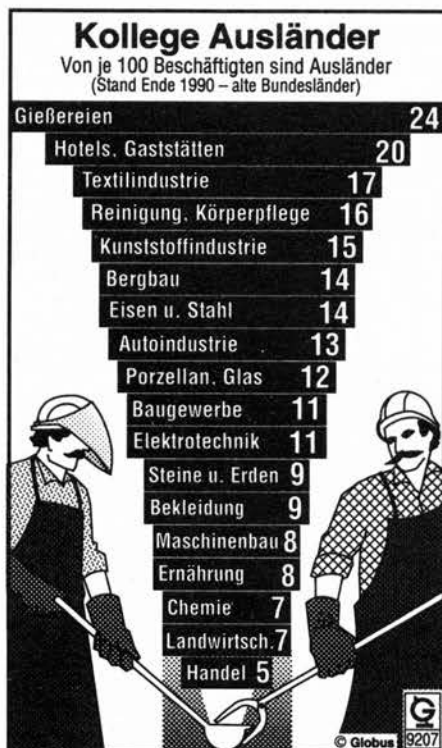 Kollege Ausländer
Von je 100 Beschäftigten sind Ausländer
(Stand Ende 1990 – alte Bundesländer)
Gießereien 24
Hotels, Gaststätten 20
Textilindustrie 17
Reinigung, Körperpflege 16
Kunststoffindustrie 15
Bergbau 14
Eisen u. Stahl 14
Autoindustrie 13
Porzellan, Glas 12
Baugewerbe 11
Elektrotechnik 11
Steine u. Erden 9
Bekleidung 9
Maschinenbau 8
Ernährung 8
Chemie 7
Landwirtsch. 7
Handel 5
G
© Globus 9207